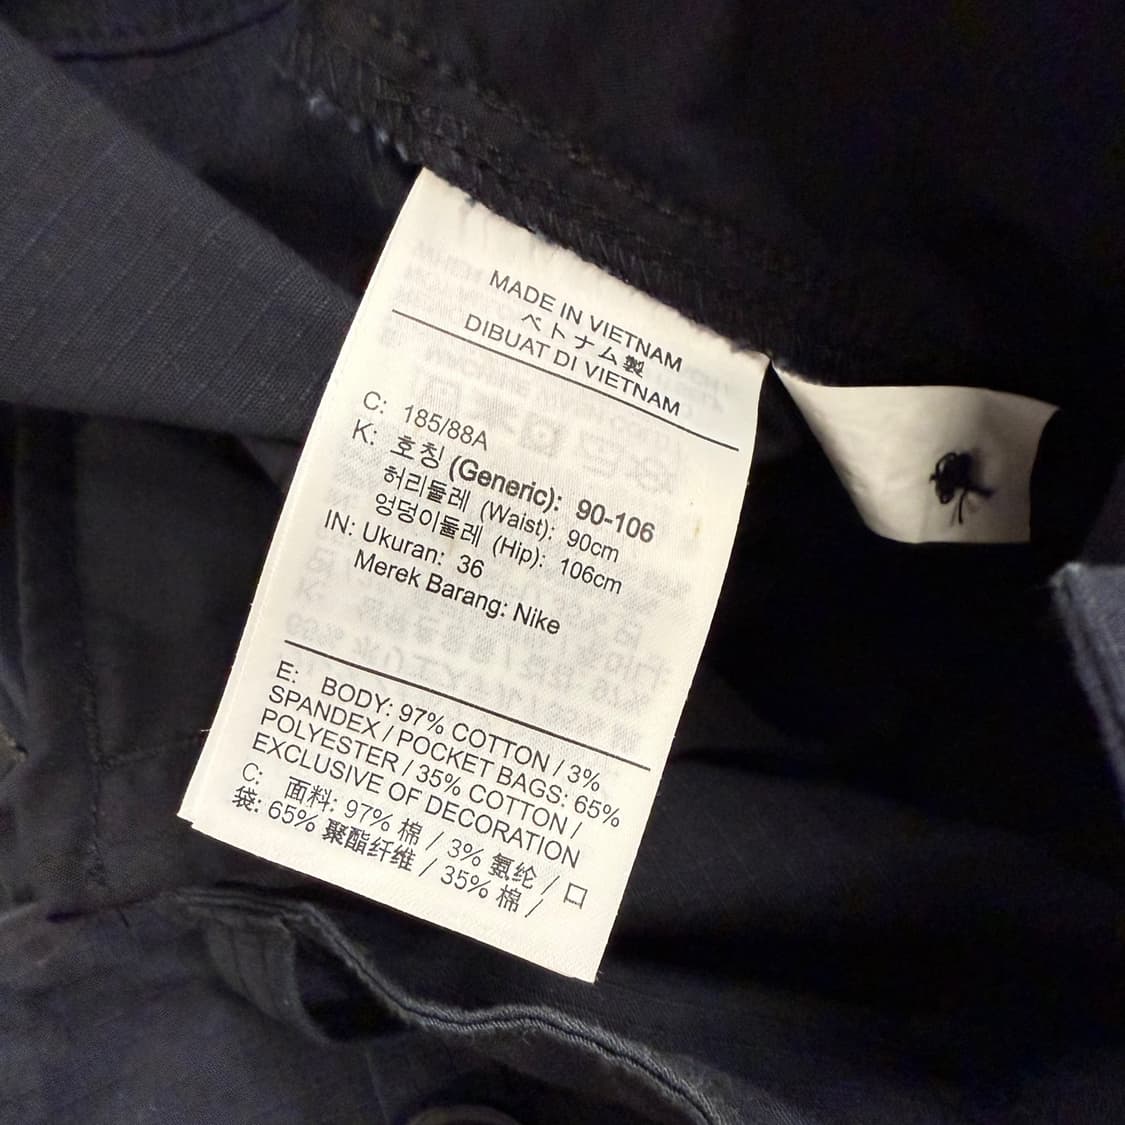 MADE IN VIETNAM
ベトナム製
DIBUAT DI VIETNAM
C: 185/88A
K: 호칭 (Generic): 90-106
허리둘레 (Waist): 90cm
엉덩이둘레 (Hip): 106cm
IN: Ukuran: 36
Merek Barang: Nike
E: BODY: 97% COTTON / 3%
SPANDEX / POCKET BAGS: 65%
POLYESTER / 35% COTTON /
EXCLUSIVE OF DECORATION
C: 面料: 97% 棉 / 3% 氨纶 / 口
袋: 65% 聚酯纤维 / 35% 棉 /